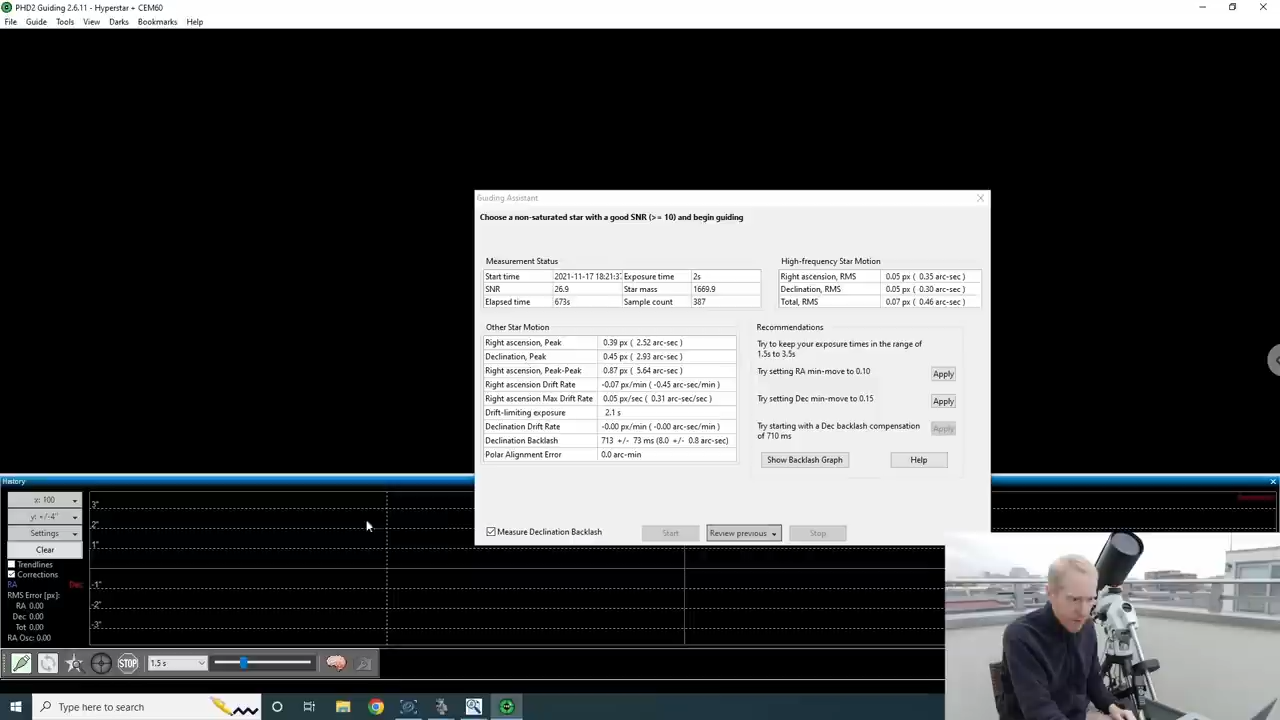 PHD2 Guiding 2.6.11 - Hyperstar + CEM60
File Guide Tools View Darks Bookmarks Help
Guiding Assistant
Choose a non-saturated star with a good SNR (>= 10) and begin guiding
Measurement Status
Start time 2021-11-17 18:21:3 Exposure time 2s
SNR 26.9 Star mass 1669.9
Elapsed time 673s Sample count 387
High-frequency Star Motion
Right ascension, RMS 0.05 px ( 0.35 arc-sec )
Declination, RMS 0.05 px ( 0.30 arc-sec )
Total, RMS 0.07 px ( 0.46 arc-sec )
Other Star Motion
Right ascension, Peak 0.39 px ( 2.52 arc-sec )
Declination, Peak 0.45 px ( 2.93 arc-sec )
Right ascension, Peak-Peak 0.87 px ( 5.64 arc-sec )
Right ascension Drift Rate -0.07 px/min ( -0.45 arc-sec/min )
Right ascension Max Drift Rate 0.05 px/sec ( 0.31 arc-sec/sec )
Drift-limiting exposure 2.1 s
Declination Drift Rate -0.00 px/min ( -0.00 arc-sec/min )
Declination Backlash 713 +/- 73 ms (8.0 +/- 0.8 arc-sec)
Polar Alignment Error 0.0 arc-min
Recommendations
Try to keep your exposure times in the range of
1.5s to 3.5s
Try setting RA min-move to 0.10 Apply
Try setting Dec min-move to 0.15 Apply
Try starting with a Dec backlash compensation
of 710 ms Apply
Show Backlash Graph Help
Measure Declination Backlash Start Review previous Stop
History
x: 100
y: +/-4"
Settings
Clear
Trendlines
Corrections
RA Dec
RMS Error [px]:
RA 0.00
Dec 0.00
Tot 0.00
RA Osc: 0.00
3"
2"
1"
-1"
-2"
-3"
STOP 1.5 s
Type here to search